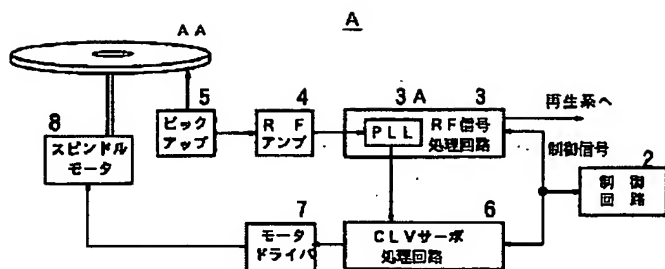 A
AA
5
4
3A
3
再生系へ
8
ピック
アップ
RF
アンプ
PLL
RF信号
処理回路
制御信号
2
スピンドル
モータ
制御
回路
7
6
モータ
ドライバ
CLVサーボ
処理回路